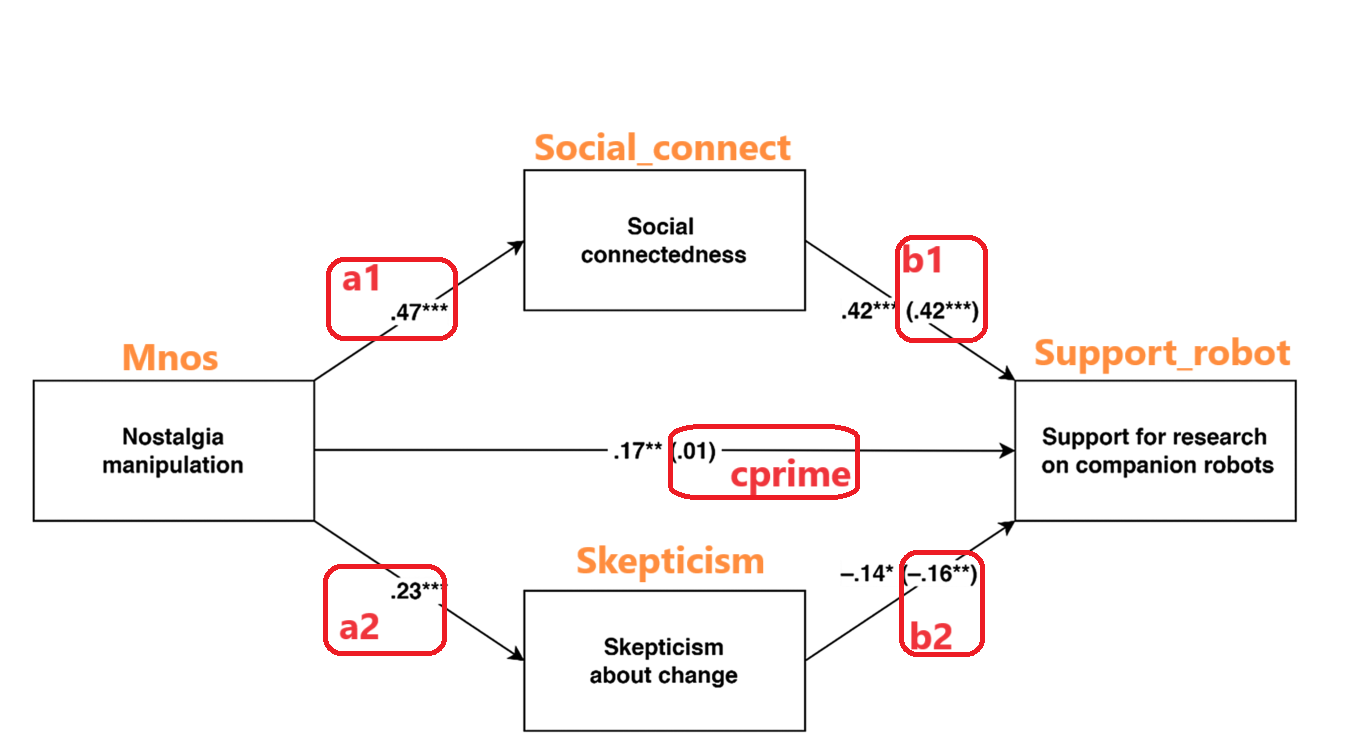 Social_connect
Social
connectedness
a1
.47***
b1
.42*** (.42***)
Mnos
Support_robot
Nostalgia
manipulation
.17** (.01)
cprime
Support for research
on companion robots
Skepticism
–.14* (–.16**)
.23***
a2
b2
Skepticism
about change